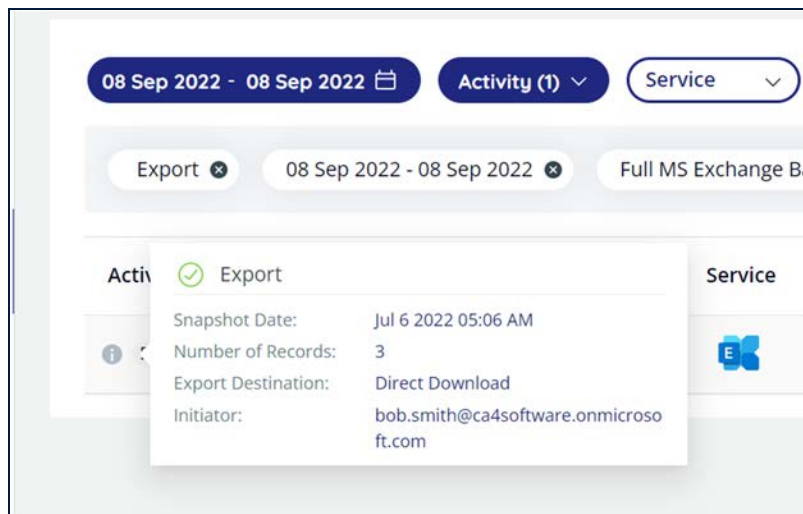 08 Sep 2022 - 08 Sep 2022 Activity (1) Service
Export 08 Sep 2022 - 08 Sep 2022 Full MS Exchange
Export Service
Snapshot Date: Jul 6 2022 05:06 AM
Number of Records: 3
E
Export Destination: Direct Download
Initiator: bob.smith@ca4software.onmicroso
ft.com